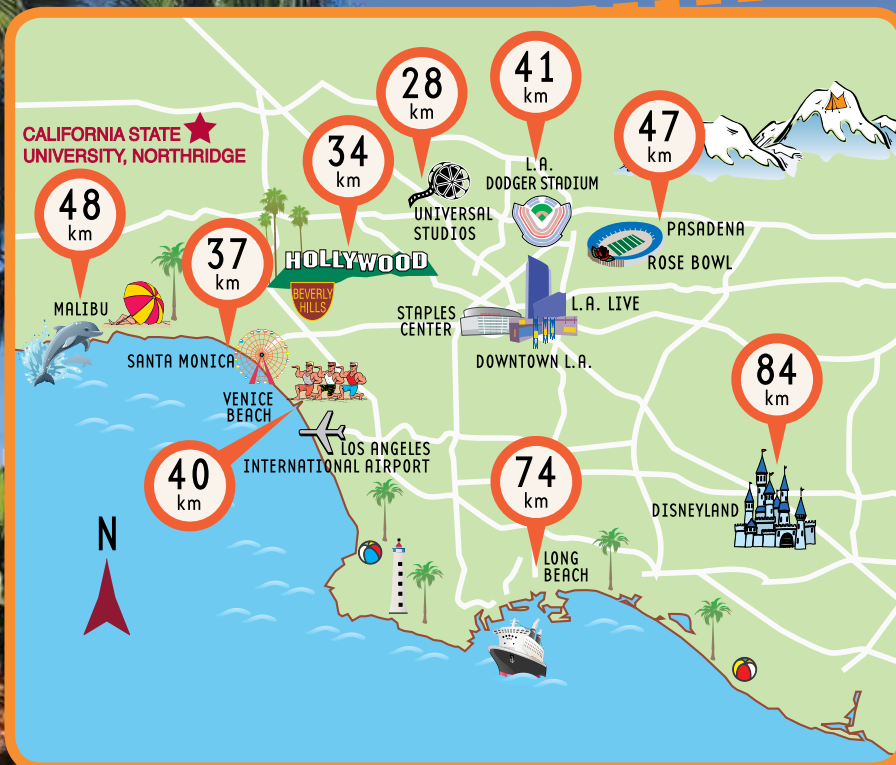 41
km
28
km
47
km
CALIFORNIA STATE
UNIVERSITY, NORTHRIDGE
34
km
L.A.
DODGER STADIUM
48
km
UNIVERSAL
STUDIOS
PASADENA
ROSE BOWL
37
km
HOLLYWOOD
BEVERLY
HILLS
MALIBU
STAPLES
CENTER
L.A. LIVE
DOWNTOWN L.A.
SANTA MONICA
84
km
VENICE
BEACH
LOS ANGELES
INTERNATIONAL AIRPORT
40
km
74
km
DISNEYLAND
N
LONG
BEACH